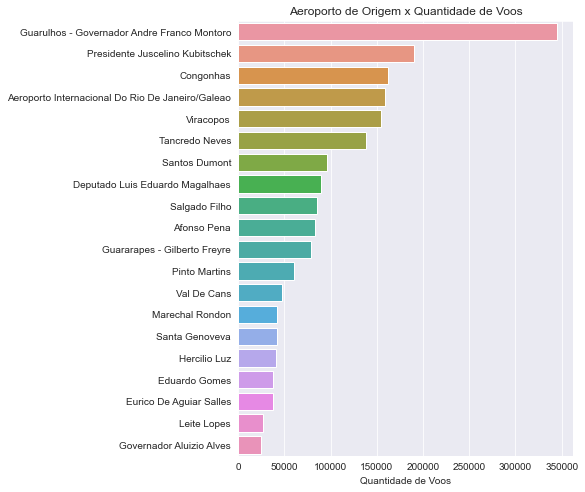 Aeroporto de Origem x Quantidade de Voos
Guarulhos - Governador Andre Franco Montoro
Presidente Juscelino Kubitschek
Congonhas
Aeroporto Internacional Do Rio De Janeiro/Galeao
Viracopos
Tancredo Neves
Santos Dumont
Deputado Luis Eduardo Magalhaes
Salgado Filho
Afonso Pena
Guararapes - Gilberto Freyre
Pinto Martins
Val De Cans
Marechal Rondon
Santa Genoveva
Hercilio Luz
Eduardo Gomes
Eurico De Aguiar Salles
Leite Lopes
Governador Aluizio Alves
0 50000 100000 150000 200000 250000 300000 350000
Quantidade de Voos